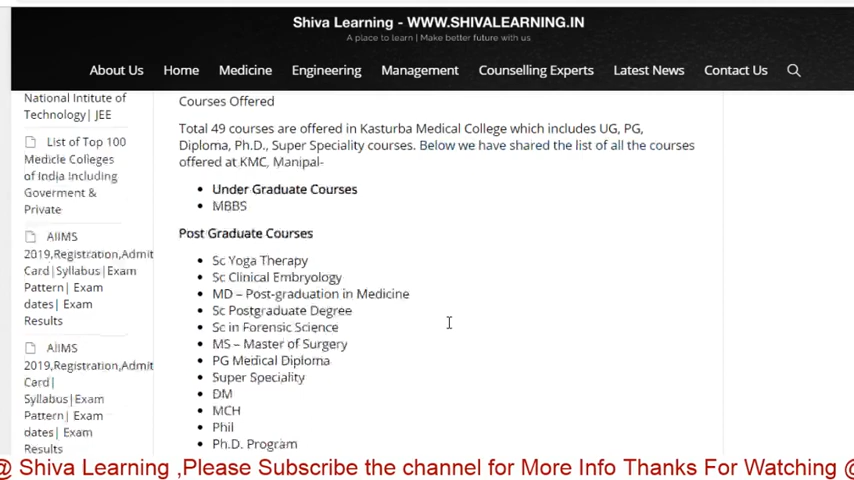 Shiva Learning - WWW.SHIVALEARNING.IN
A place to learn | Make better future with us
About Us Home Medicine Engineering Management Counselling Experts Latest News Contact Us
National Intitute of
Technology| JEE
List of Top 100
Medicle Colleges
of India Including
Goverment &
Private
AIIMS
2019,Registration,Admit
Card|Syllabus|Exam
Pattern| Exam
dates| Exam
Results
AIIMS
2019,Registration,Admit
Card|
Syllabus|Exam
Pattern| Exam
dates| Exam
Results
Courses Offered
Total 49 courses are offered in Kasturba Medical College which includes UG, PG,
Diploma, Ph.D., Super Speciality courses. Below we have shared the list of all the courses
offered at KMC, Manipal-
Under Graduate Courses
MBBS
Post Graduate Courses
Sc Yoga Therapy
Sc Clinical Embryology
MD – Post-graduation in Medicine
Sc Postgraduate Degree
Sc in Forensic Science
MS – Master of Surgery
PG Medical Diploma
Super Speciality
DM
MCH
Phil
Ph.D. Program
@ Shiva Learning ,Please Subscribe the channel for More Info Thanks For Watching @